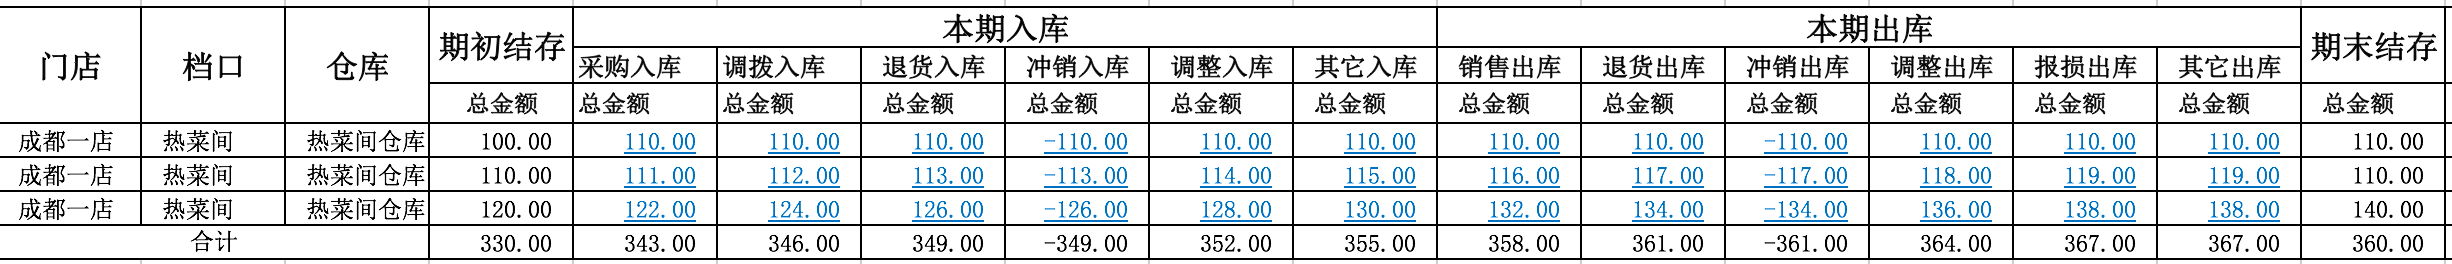 门店 档口 仓库 期初结存 本期入库 本期出库 期末结存
采购入库 调拨入库 退货入库 冲销入库 调整入库 其它入库 销售出库 退货出库 冲销出库 调整出库 报损出库 其它出库
总金额 总金额 总金额 总金额 总金额 总金额 总金额 总金额 总金额 总金额 总金额 总金额 总金额 总金额
成都一店 热菜间 热菜间仓库 100.00 110.00 110.00 110.00 -110.00 110.00 110.00 110.00 110.00 -110.00 110.00 110.00 110.00 110.00
成都一店 热菜间 热菜间仓库 110.00 111.00 112.00 113.00 -113.00 114.00 115.00 116.00 117.00 -117.00 118.00 119.00 119.00 110.00
成都一店 热菜间 热菜间仓库 120.00 122.00 124.00 126.00 -126.00 128.00 130.00 132.00 134.00 -134.00 136.00 138.00 138.00 140.00
合计 330.00 343.00 346.00 349.00 -349.00 352.00 355.00 358.00 361.00 -361.00 364.00 367.00 367.00 360.00